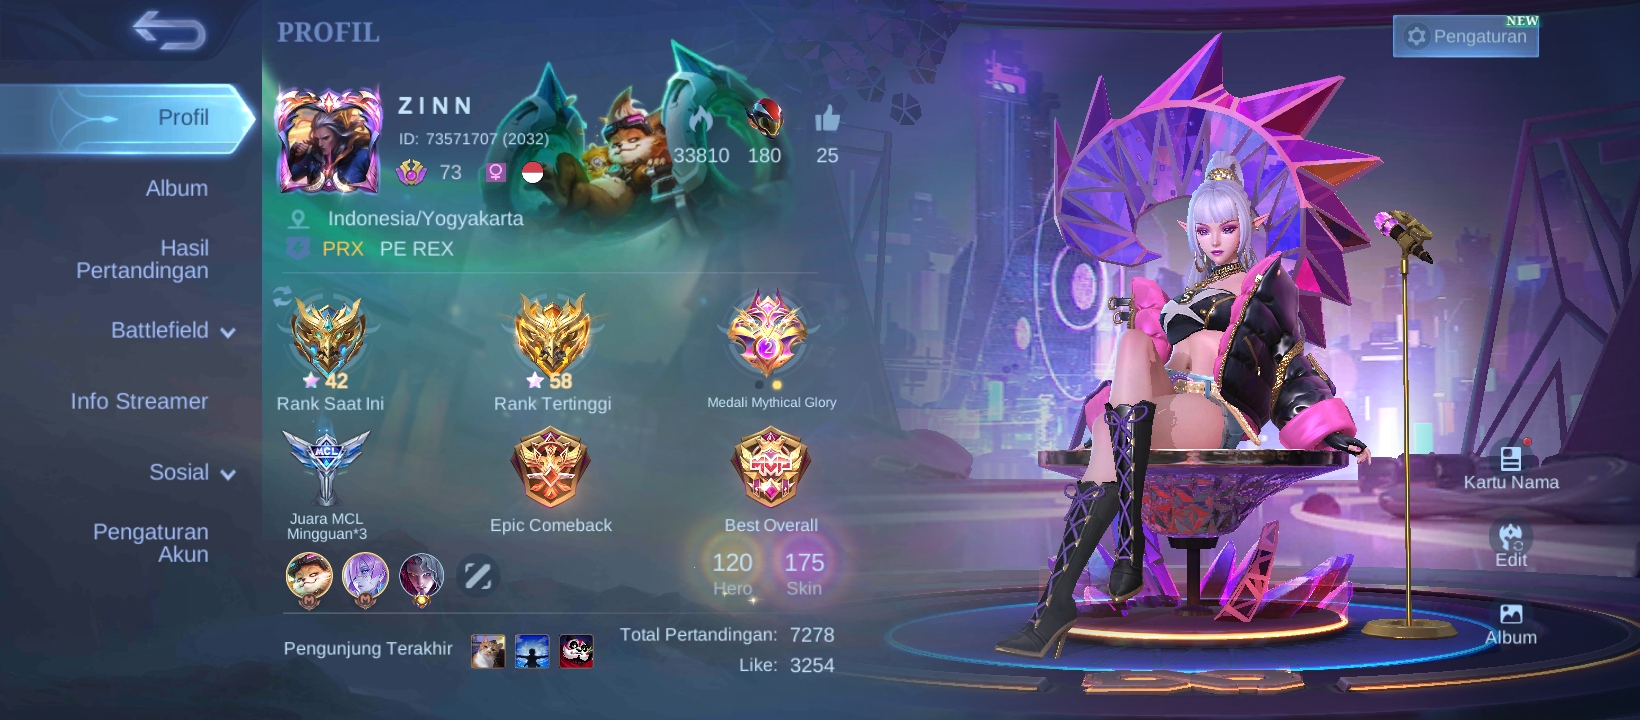 PROFIL
NEW
Pengaturan
Profil
Album
Hasil
Pertandingan
Battlefield
Info Streamer
Sosial
Pengaturan
Akun
ZINN
ID: 73571707 (2032)
73
33810
180
25
Indonesia/Yogyakarta
PRX PE REX
42
Rank Saat Ini
58
Rank Tertinggi
2
Medali Mythical Glory
MCL
Juara MCL
Mingguan*3
Epic Comeback
MVP
Best Overall
120
Hero
175
Skin
Pengunjung Terakhir
Total Pertandingan: 7278
Like: 3254
Kartu Nama
Edit
Album